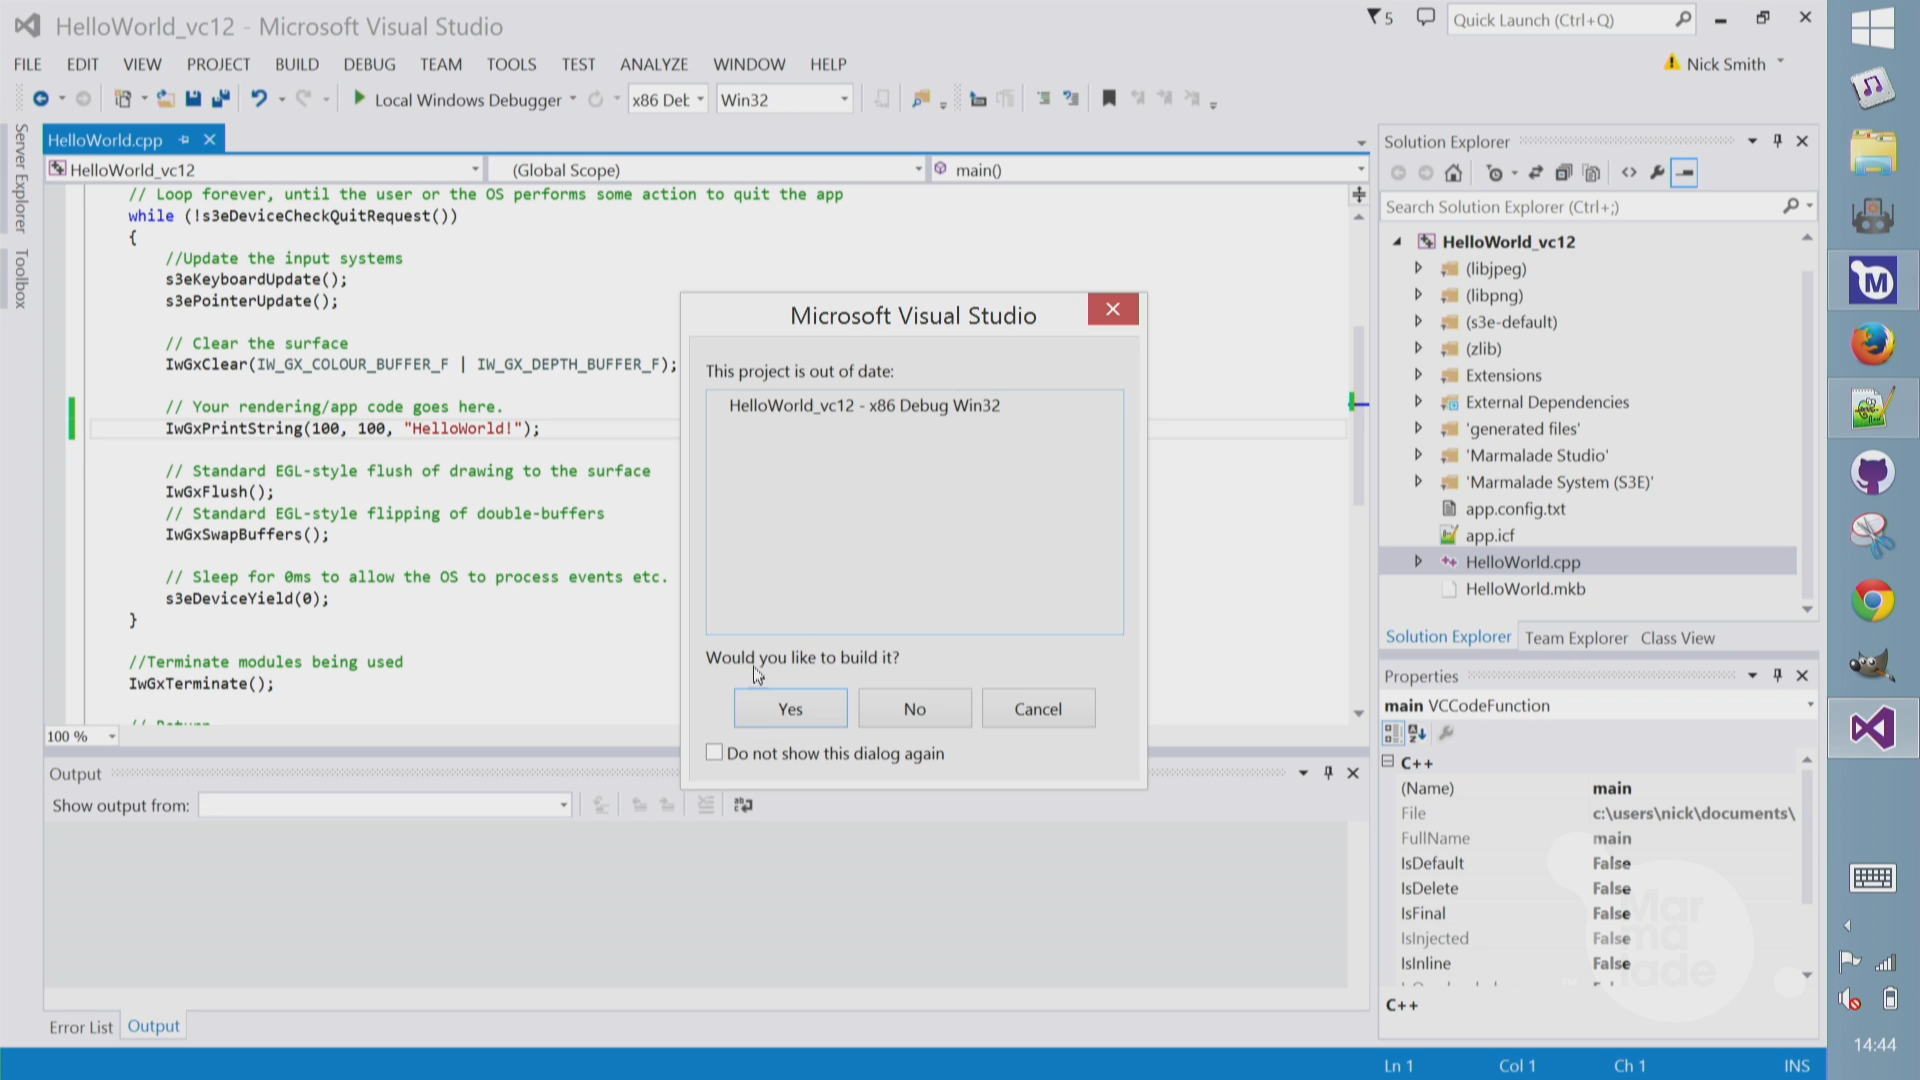 HelloWorld_vc12 - Microsoft Visual Studio
5
Quick Launch (Ctrl+Q)
FILE EDIT VIEW PROJECT BUILD DEBUG TEAM TOOLS TEST ANALYZE WINDOW HELP
Nick Smith
Local Windows Debugger
x86 Det
Win32
Server Explorer
Toolbox
HelloWorld.cpp
HelloWorld_vc12
(Global Scope)
main()
// Loop forever, until the user or the OS performs some action to quit the app
while (!s3eDeviceCheckQuitRequest())
{
//Update the input systems
s3eKeyboardUpdate();
s3ePointerUpdate();
// Clear the surface
IwGxClear(IW_GX_COLOUR_BUFFER_F | IW_GX_DEPTH_BUFFER_F);
// Your rendering/app code goes here.
IwGxPrintString(100, 100, "HelloWorld!");
// Standard EGL-style flush of drawing to the surface
IwGxFlush();
// Standard EGL-style flipping of double-buffers
IwGxSwapBuffers();
// Sleep for 0ms to allow the OS to process events etc.
s3eDeviceYield(0);
}
//Terminate modules being used
IwGxTerminate();
// Return
100 %
Microsoft Visual Studio
This project is out of date:
HelloWorld_vc12 - x86 Debug Win32
Would you like to build it?
Yes
No
Cancel
Do not show this dialog again
Output
Show output from:
Error List
Output
Solution Explorer
Search Solution Explorer (Ctrl+;)
HelloWorld_vc12
(libjpeg)
(libpng)
(s3e-default)
(zlib)
Extensions
External Dependencies
'generated files'
'Marmalade Studio'
'Marmalade System (S3E)'
app.config.txt
app.icf
HelloWorld.cpp
HelloWorld.mkb
Solution Explorer
Team Explorer
Class View
Properties
main VCCodeFunction
C++
(Name) main
File c:\users\nick\documents\
FullName main
IsDefault False
IsDelete False
IsFinal False
IsInjected False
IsInline False
C++
Mar
ma
lade
Ln 1
Col 1
Ch 1
INS
M
14:44